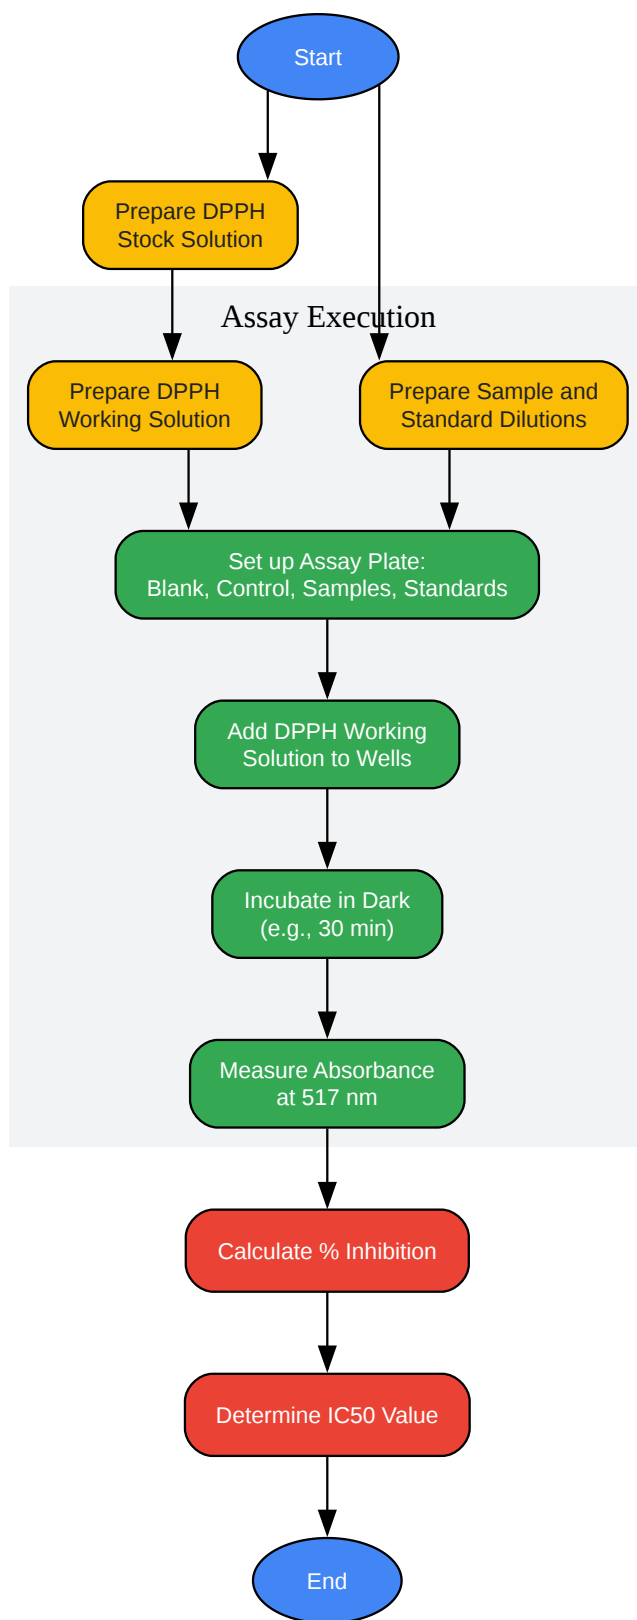 Start
Prepare DPPH
Stock Solution
Assay Execution
Prepare DPPH
Working Solution
Prepare Sample and
Standard Dilutions
Set up Assay Plate:
Blank, Control, Samples, Standards
Add DPPH Working
Solution to Wells
Incubate in Dark
(e.g., 30 min)
Measure Absorbance
at 517 nm
Calculate % Inhibition
Determine IC50 Value
End